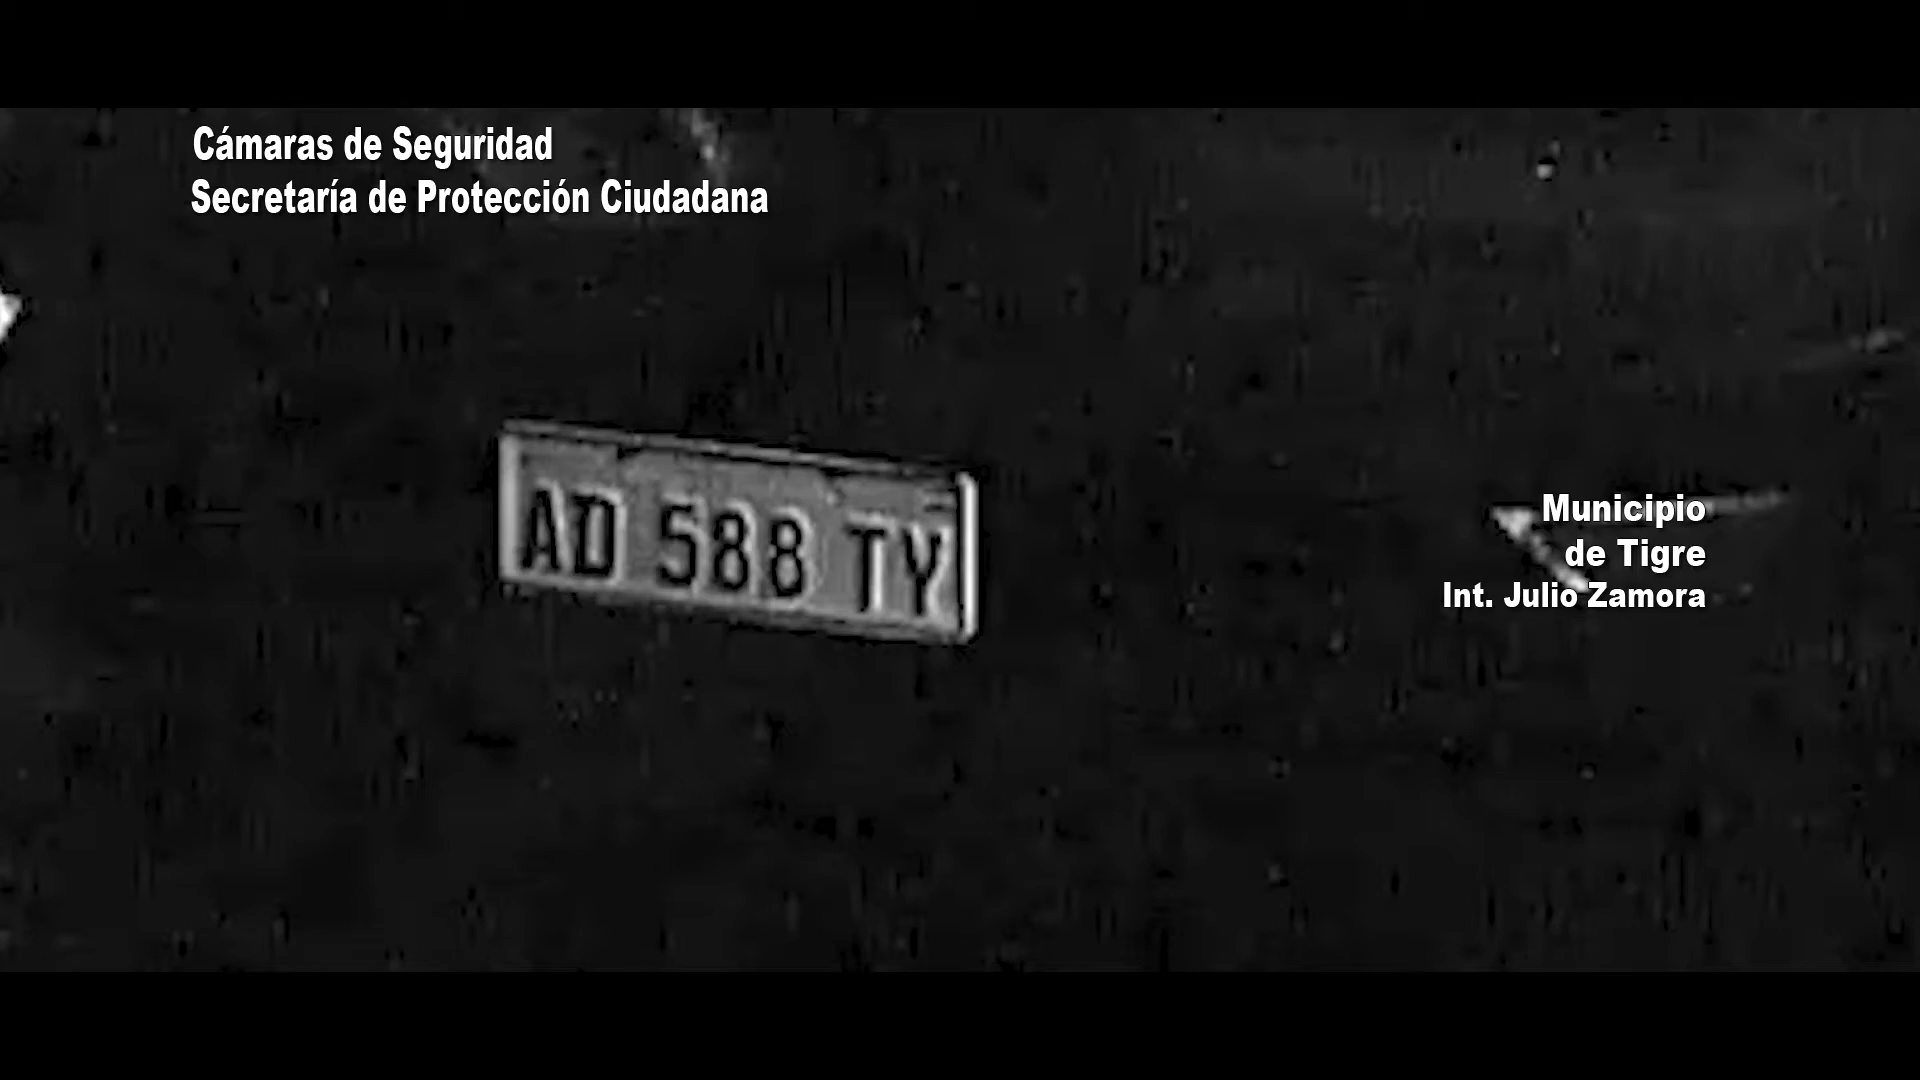 Cámaras de Seguridad
Secretaría de Protección Ciudadana
AD 588 TY
Municipio
de Tigre
Int. Julio Zamora